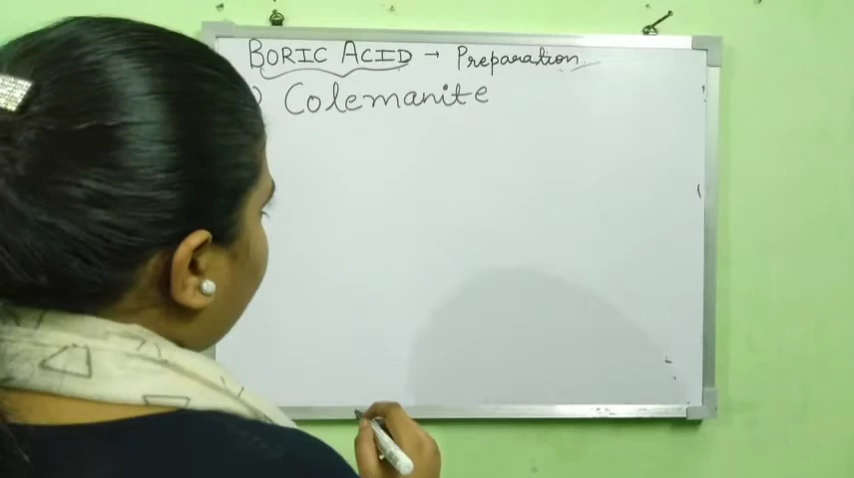 BORIC ACID → Preparation
) Colemanite